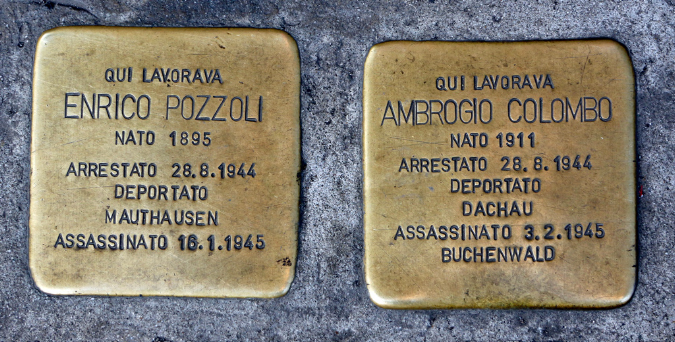 QUI LAVORAVA
ENRICO POZZOLI
NATO 1895
ARRESTATO 28.8.1944
DEPORTATO
MAUTHAUSEN
ASSASSINATO 16.1.1945
QUI LAVORAVA
AMBROGIO COLOMBO
NATO 1911
ARRESTATO 28.8.1944
DEPORTATO
DACHAU
ASSASSINATO 3.2.1945
BUCHENWALD